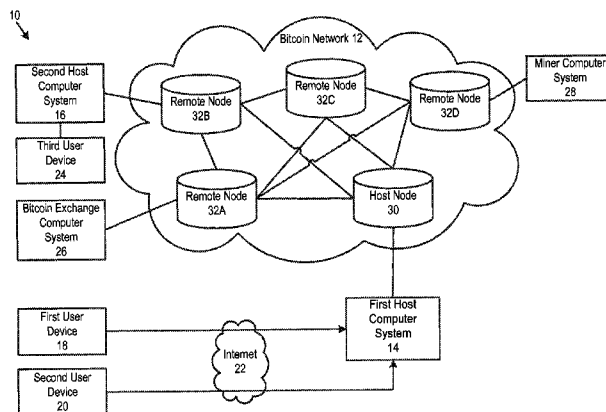 10
Bitcoin Network 12
Second Host
Computer
System
16
Remote Node
32B
Remote Node
32C
Remote Node
32D
Miner Computer
System
28
Third User
Device
24
Bitcoin Exchange
Computer
System
26
Remote Node
32A
Host Node
30
First User
Device
18
Internet
22
First Host
Computer
System
14
Second User
Device
20